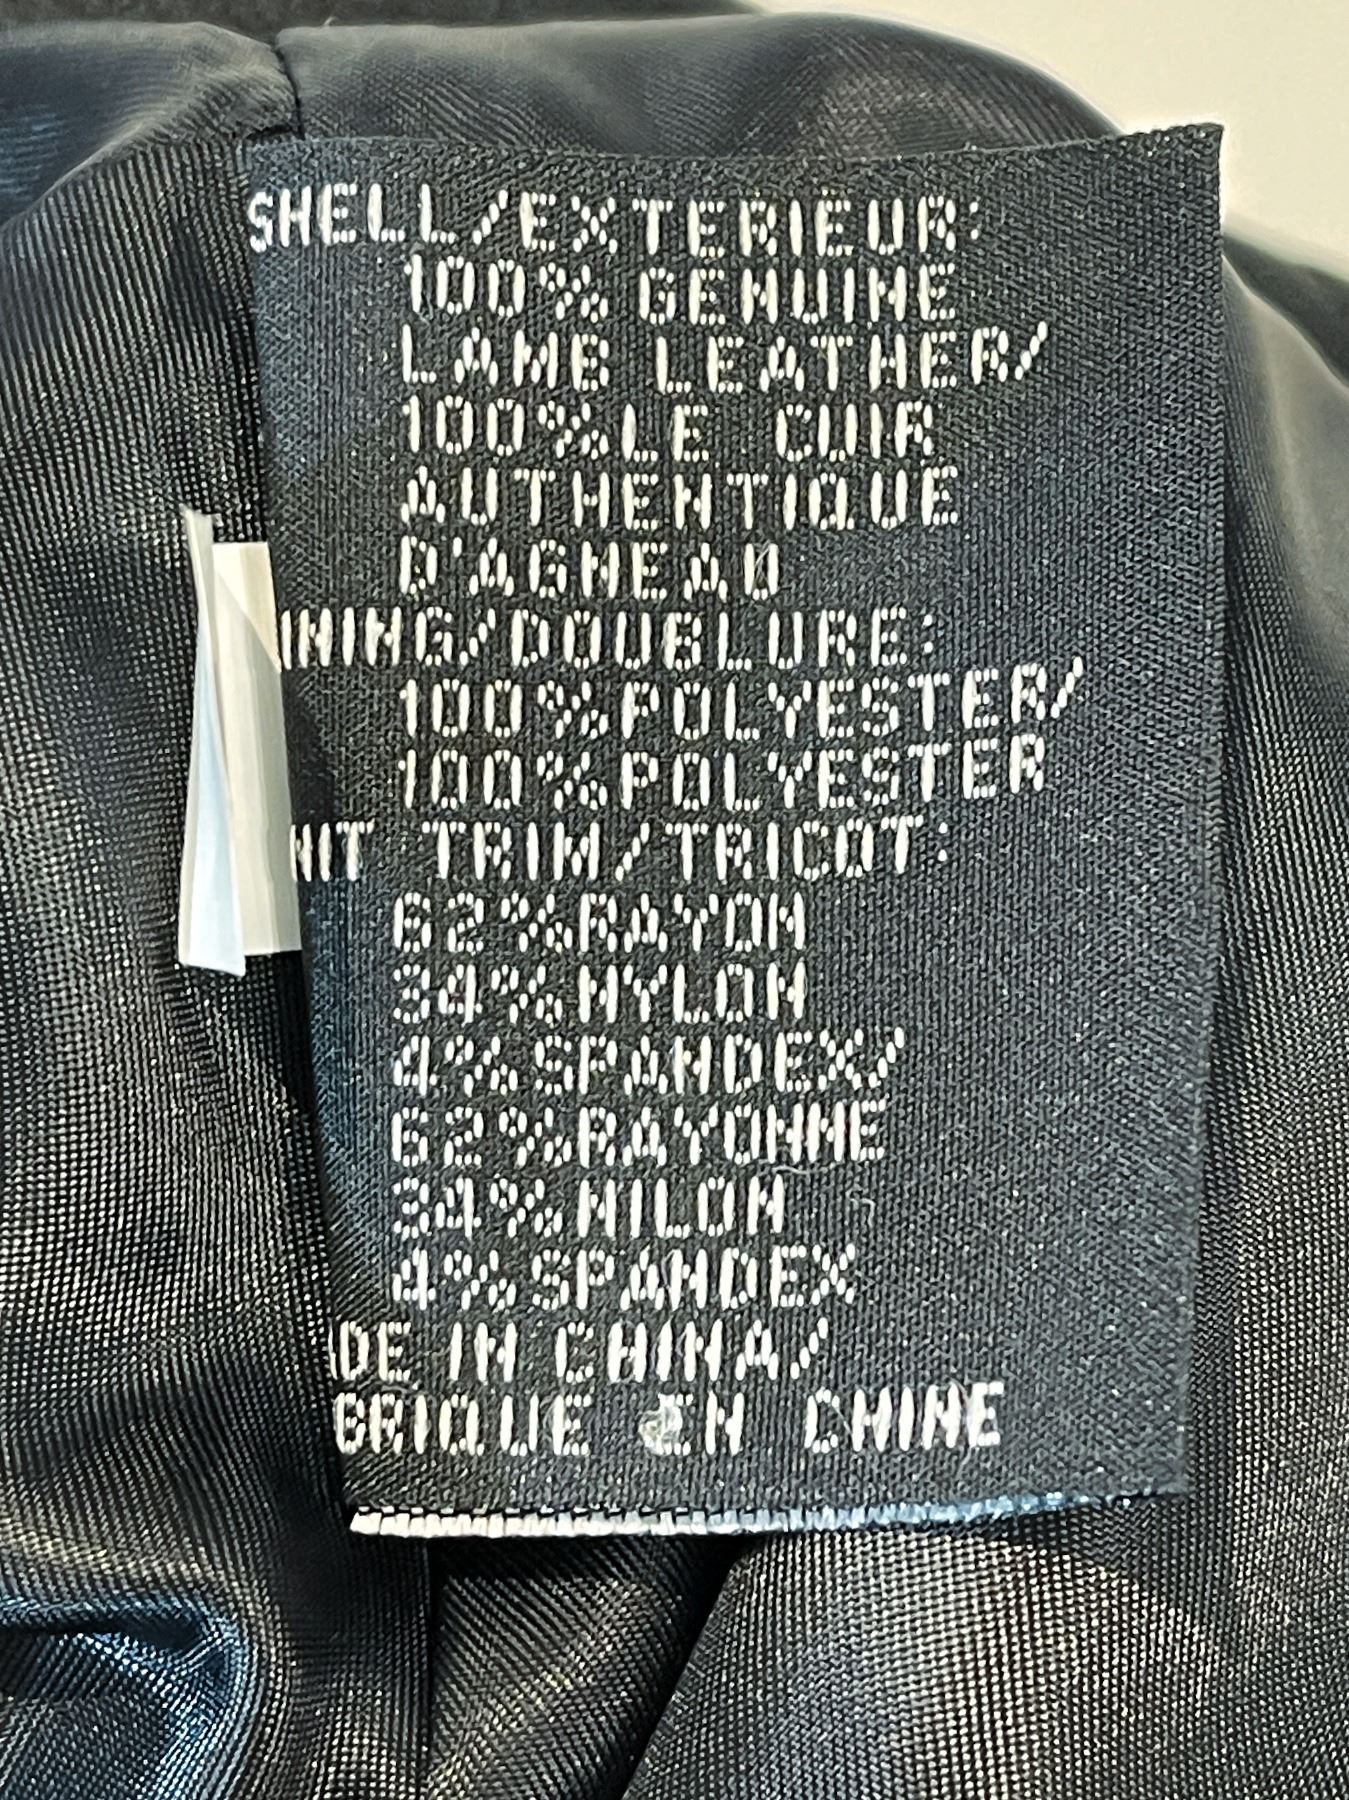 SHELL/EXTERIEUR:
100% GENUINE
LAMB LEATHER/
100%LE CUIR
AUTHENTIQUE
D'AGNEAU
INING/DOUBLURE:
100%POLYESTER/
100%POLYESTER
NIT TRIM/TRICOT:
62%RAYON
34%NYLON
4%SPANDEX/
62%RAYONNE
34%NILON
4%SPANDEX
ADE IN CHINA/
BRIQUE EN CHINE